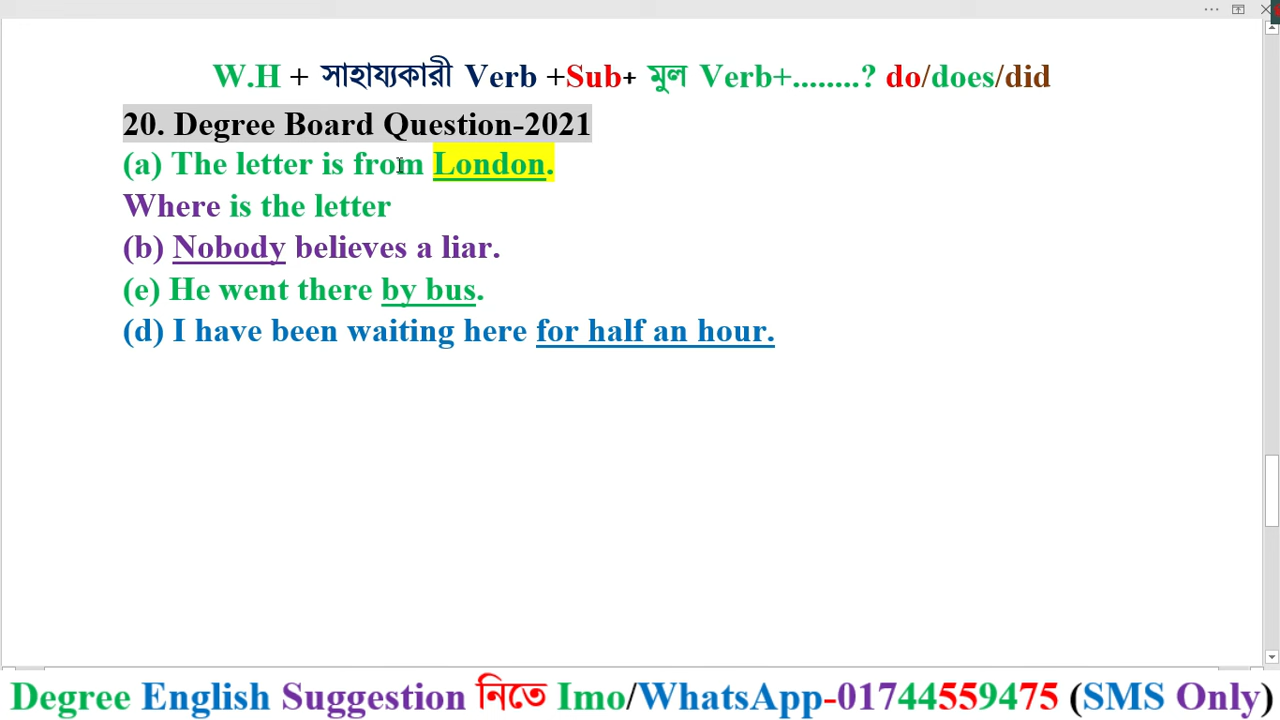 W.H + সাহায্যকারী Verb +Sub+ মুল Verb+........? do/does/did
20. Degree Board Question-2021
(a) The letter is from London.
Where is the letter
(b) Nobody believes a liar.
(e) He went there by bus.
(d) I have been waiting here for half an hour.
Degree English Suggestion নিতে Imo/WhatsApp-01744559475 (SMS Only)